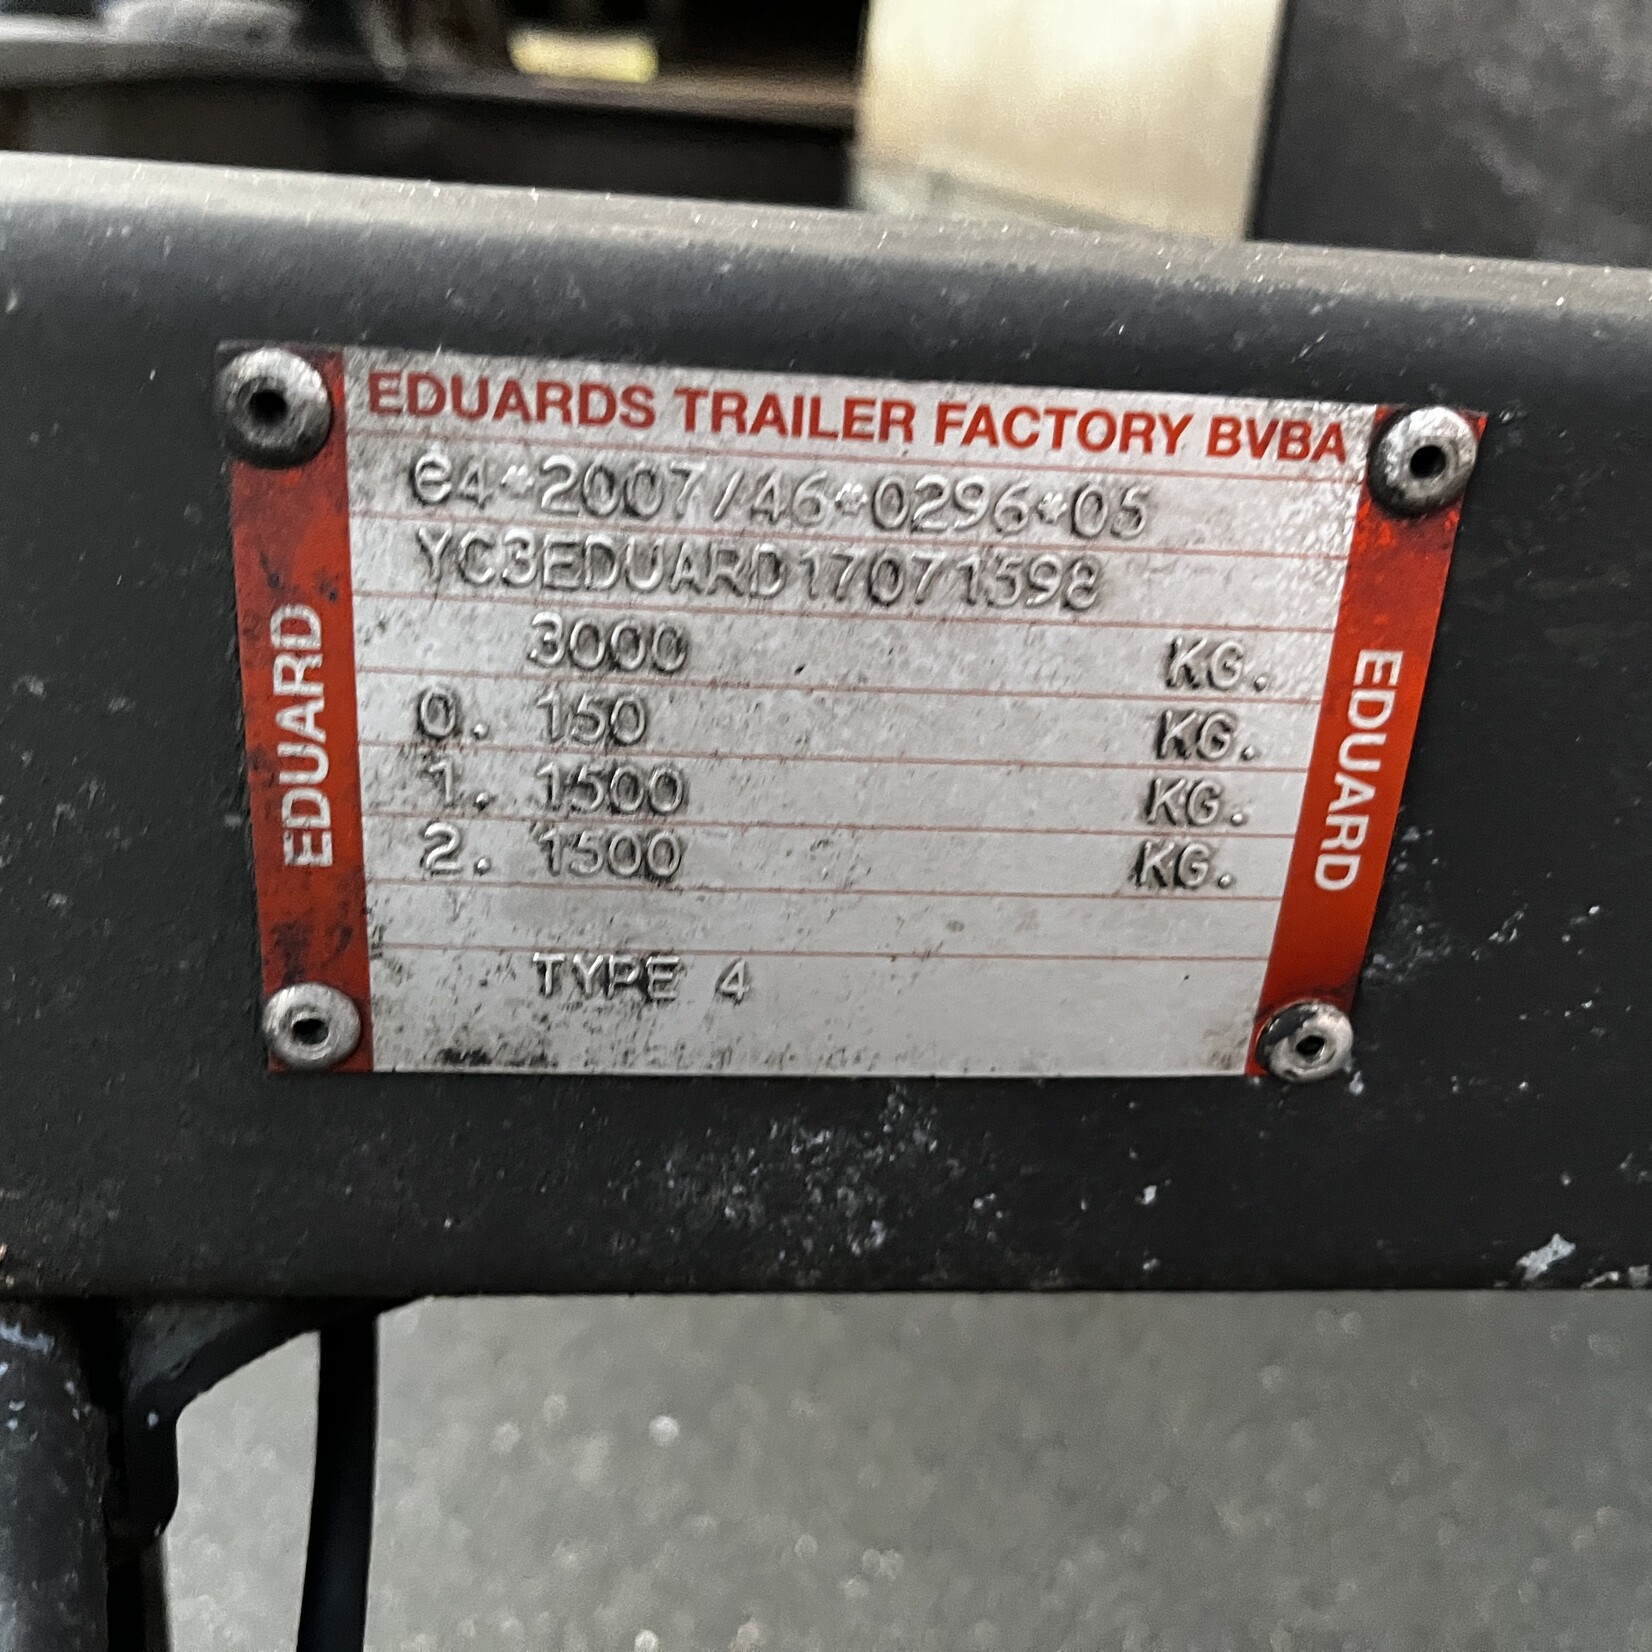 EDUARDS TRAILER FACTORY BVBA
e4*2007/46*0296*05
YC3EDUARD17071598
3000 KG.
0. 150 KG.
1. 1500 KG.
2. 1500 KG.
TYPE 4
EDUARD
EDUARD